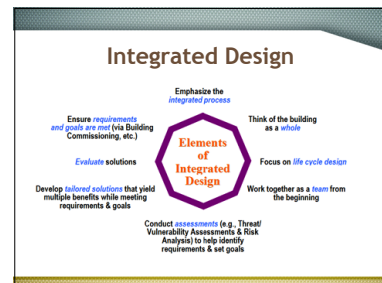 Integrated Design
Emphasize the
integrated process
Ensure requirements
and goals are met (via Building
Commissioning, etc.)
Think of the building
as a whole
Elements
of
Integrated
Design
Evaluate solutions
Focus on life cycle design
Develop tailored solutions that yield
multiple benefits while meeting
requirements & goals
Work together as a team from
the beginning
Conduct assessments (e.g., Threat/
Vulnerability Assessments & Risk
Analysis) to help identify
requirements & set goals